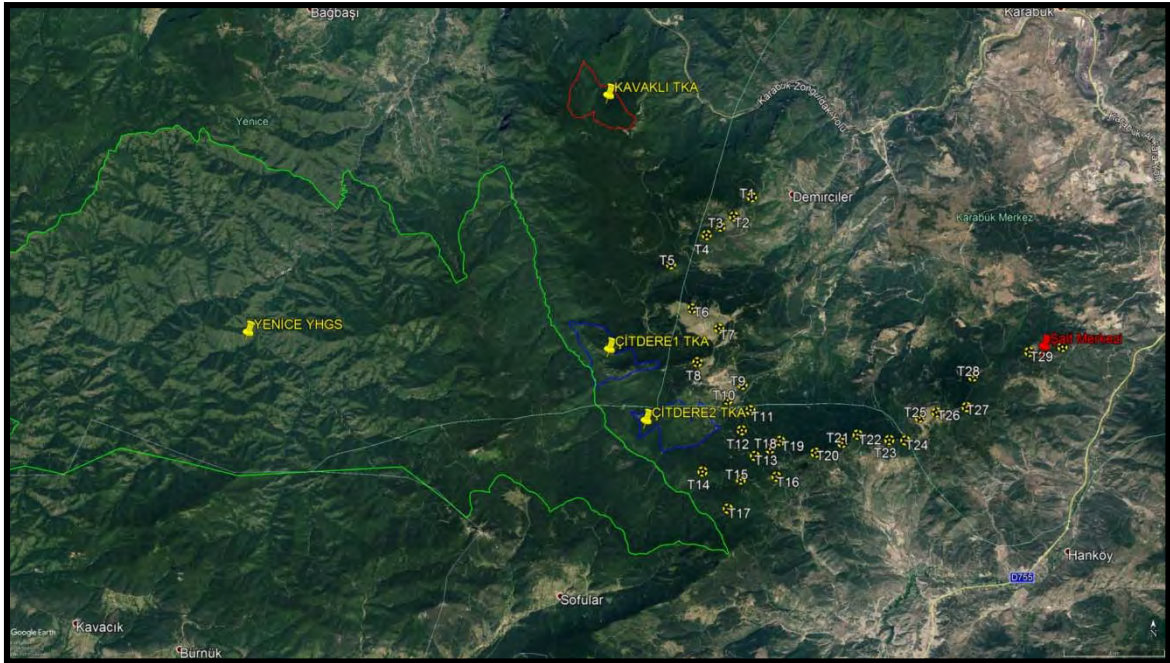 Bağbaşı
Karabük
KAVAKLI TKA
Karabük-Zonguldak Yolu
Yenice
T1
Demirciler
T3
T2
T4
Karabük Merkez
T5
T6
YENİCE YHGS
T7
ÇİTDERE1 TKA
Şalt Merkezi
T29
T8
T28
T9
T10
ÇİTDERE2 TKA
T11
T25
T26
T27
T12
T18
T19
T21
T22
T23
T24
T13
T20
T14
T15
T16
T17
Hanköy
D755
Sofular
Google Earth
Kavacık
Bürnük
N